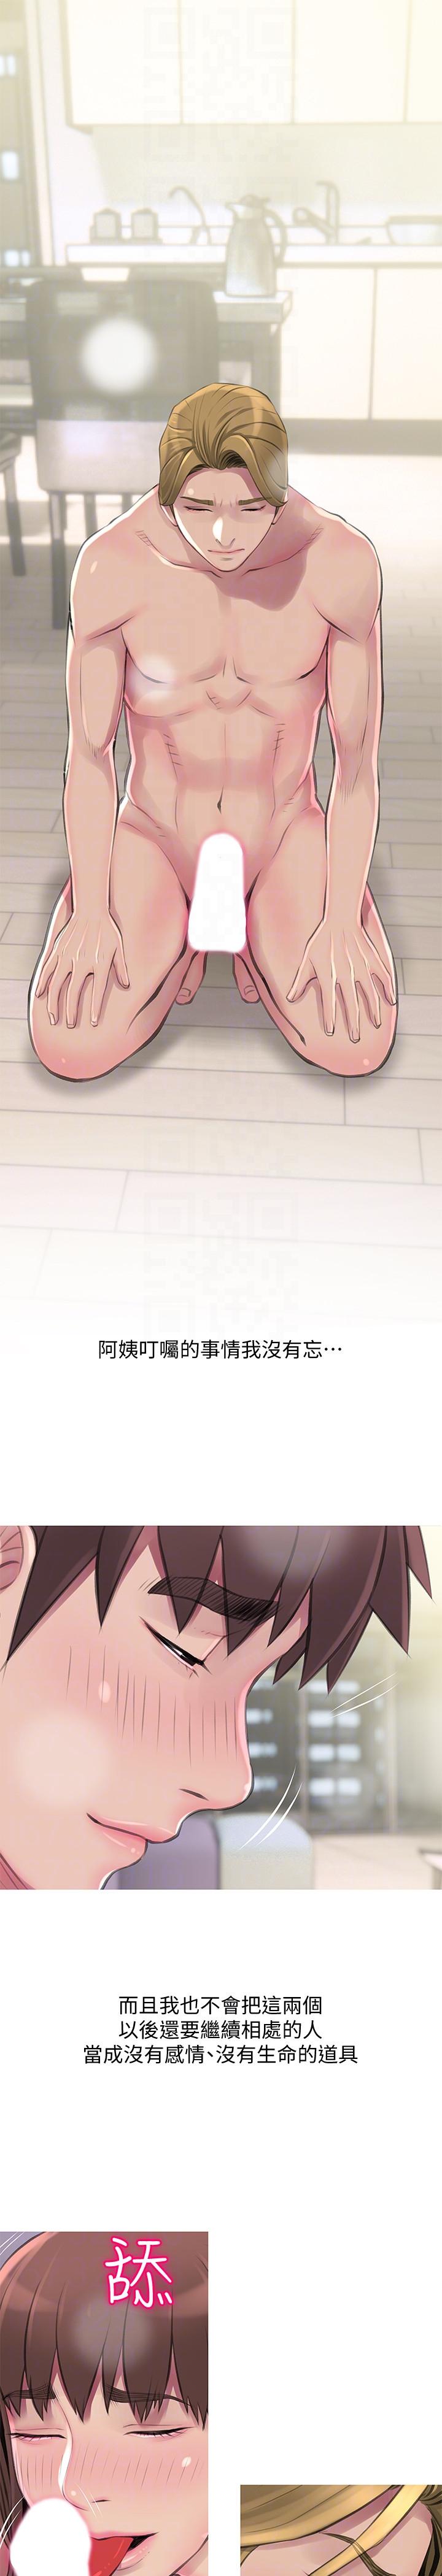 阿姨叮囑的事情我沒有忘⋯
而且我也不會把這兩個
以後還要繼續相處的人
當成沒有感情、沒有生命的道具
舔